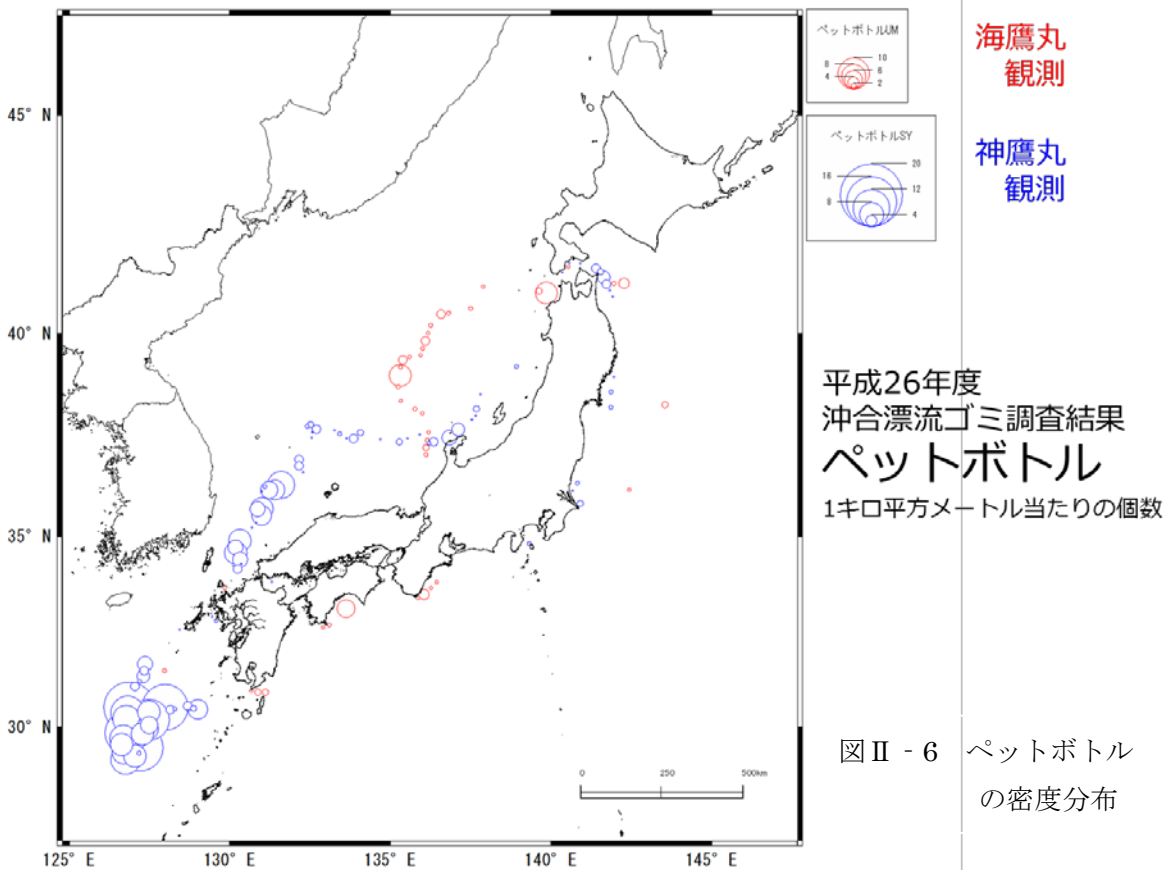 ペットボトルUM
10
8
6
4
2
海鷹丸
観測
ペットボトルSY
20
16
12
8
4
神鷹丸
観測
45° N
40° N
35° N
30° N
平成26年度
沖合漂流ゴミ調査結果
ペットボトル
1キロ平方メートル当たりの個数
0 250 500km
図Ⅱ - 6 ペットボトル
の密度分布
125° E 130° E 135° E 140° E 145° E